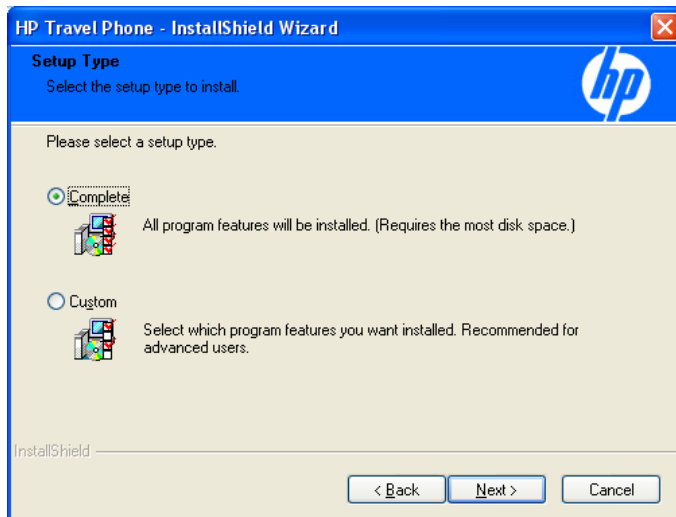 HP Travel Phone - InstallShield Wizard
Setup Type
Select the setup type to install.
hp
Please select a setup type.
Complete
All program features will be installed. (Requires the most disk space.)
Custom
Select which program features you want installed. Recommended for
advanced users.
InstallShield
< Back Next > Cancel